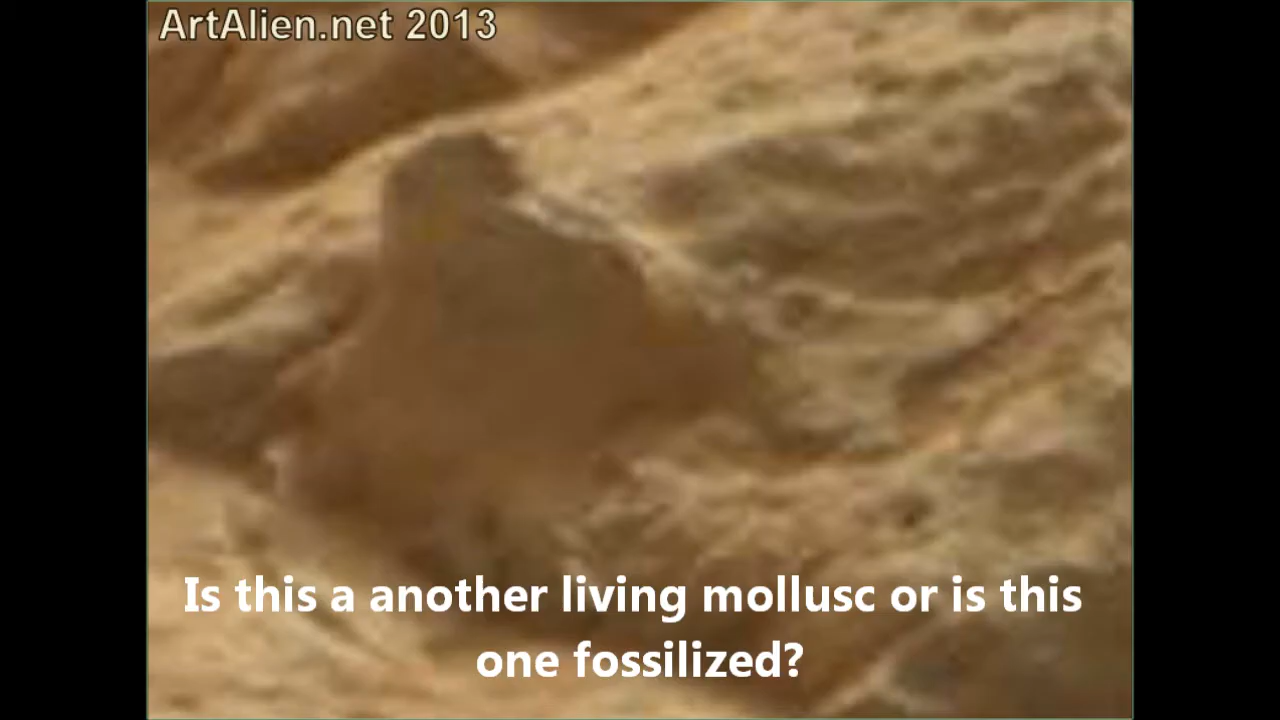 ArtAlien.net 2013
Is this a another living mollusc or is this
one fossilized?